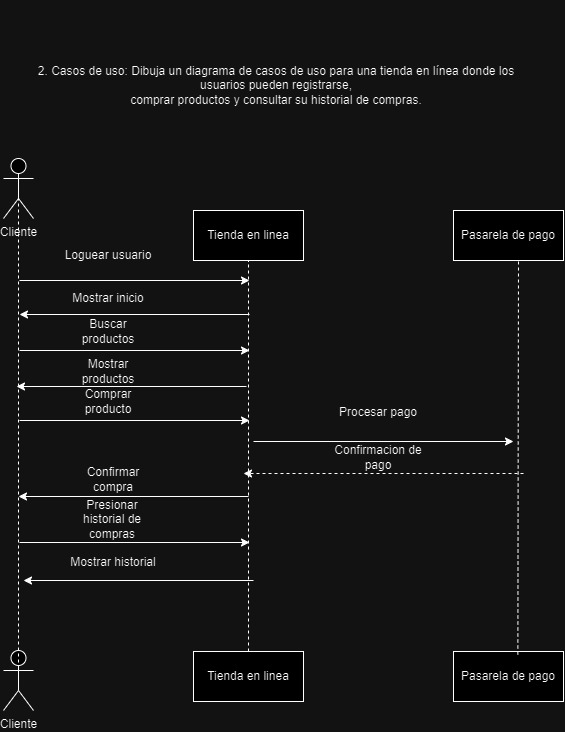 2. Casos de uso: Dibuja un diagrama de casos de uso para una tienda en línea donde los
usuarios pueden registrarse,
comprar productos y consultar su historial de compras.
Cliente
Tienda en linea
Pasarela de pago
Loguear usuario
Mostrar inicio
Buscar
productos
Mostrar
productos
Comprar
producto
Procesar pago
Confirmacion de
pago
Confirmar
compra
Presionar
historial de
compras
Mostrar historial
Tienda en linea
Pasarela de pago
Cliente